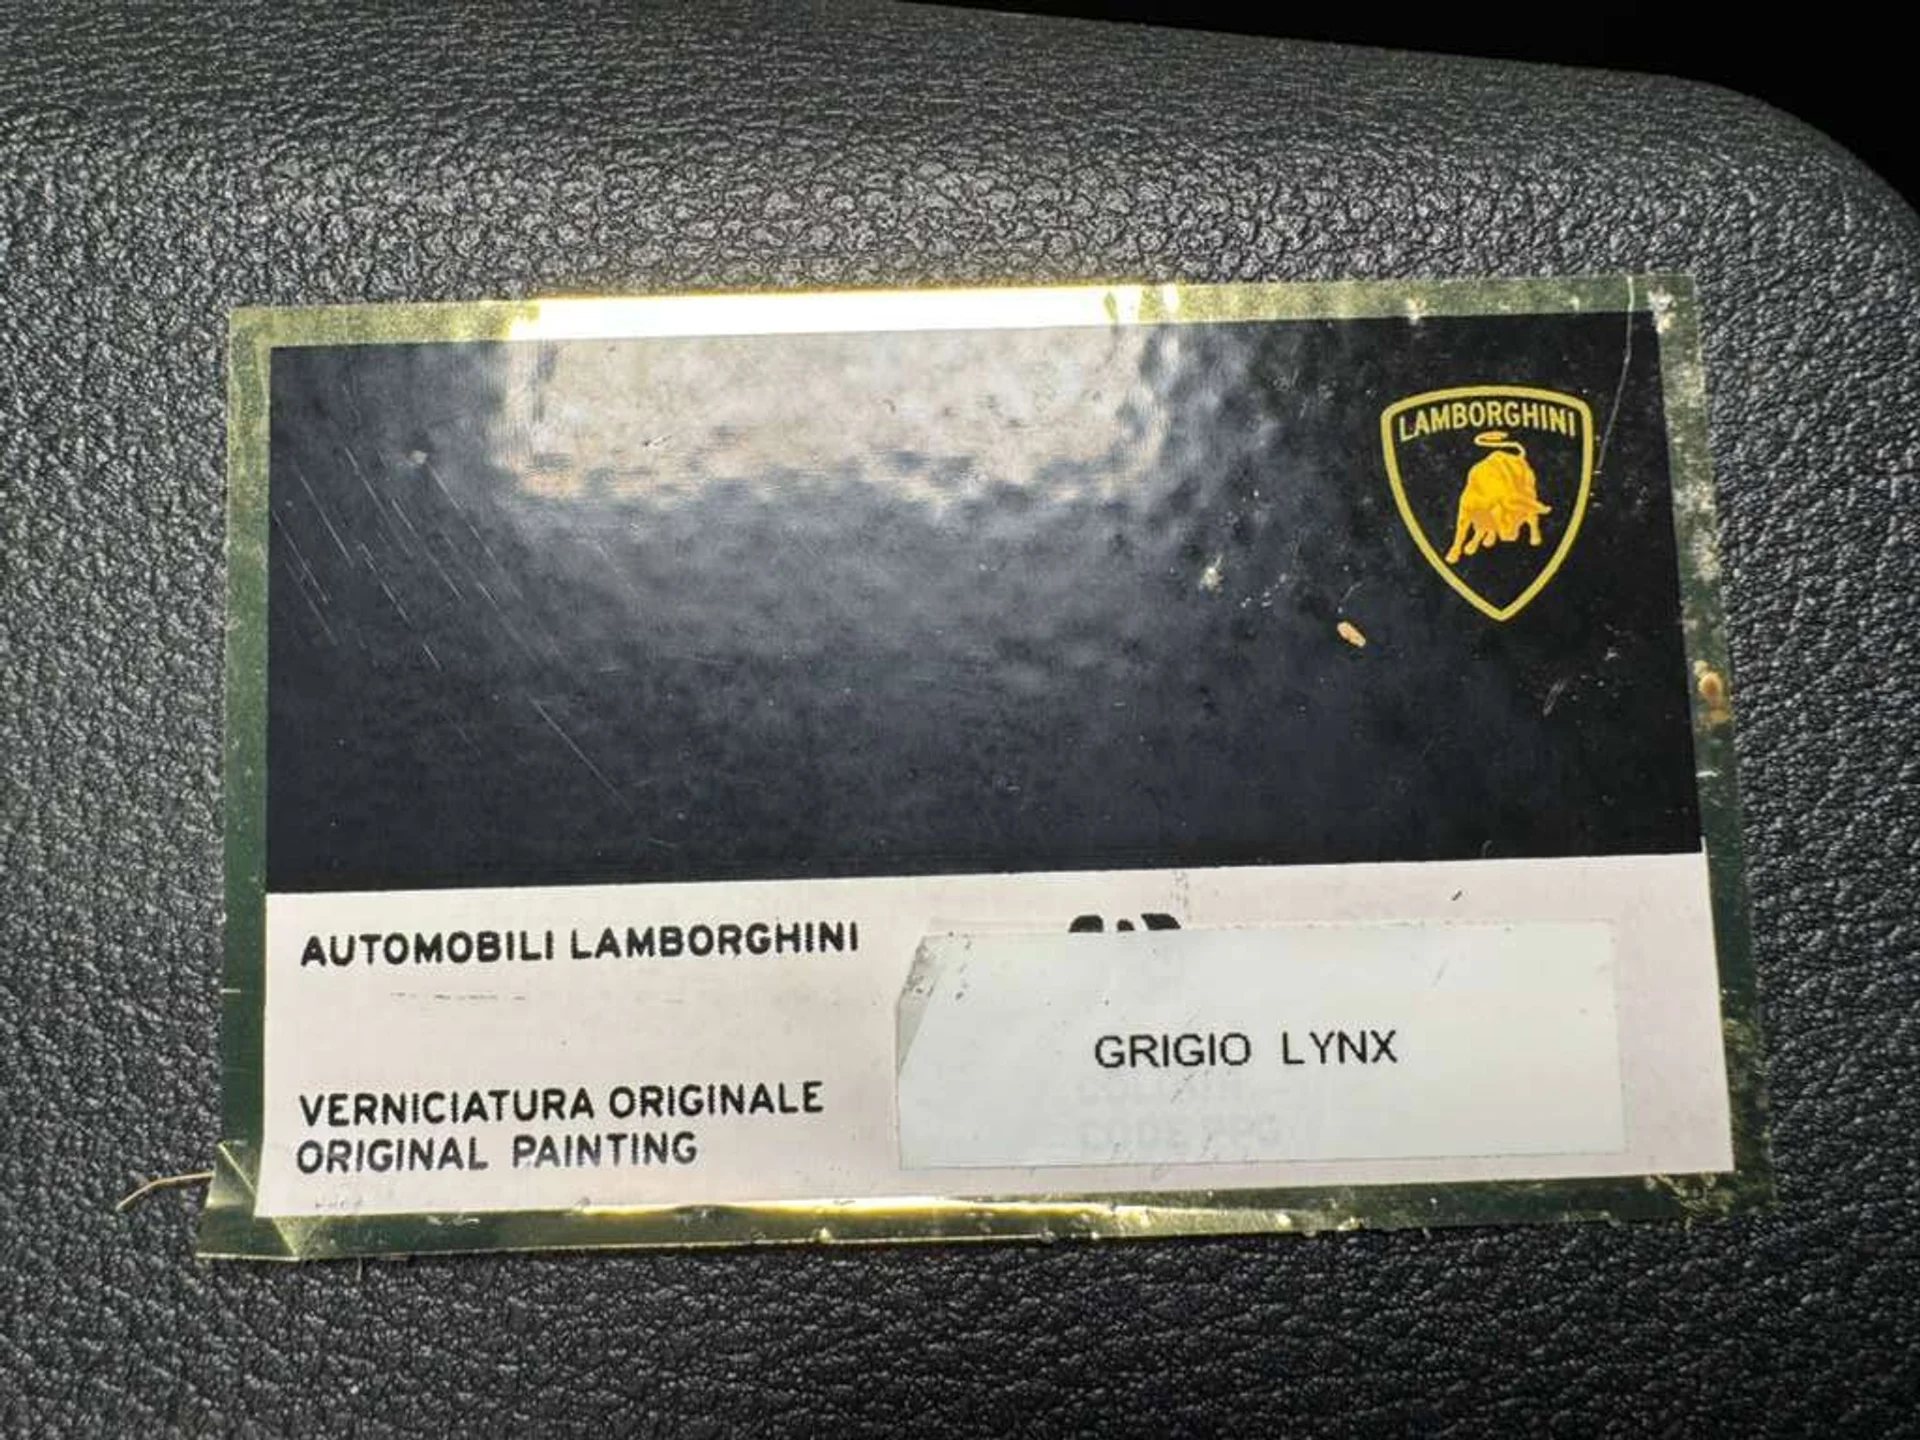 LAMBORGHINI
AUTOMOBILI LAMBORGHINI
GRIGIO LYNX
VERNICIATURA ORIGINALE
ORIGINAL PAINTING